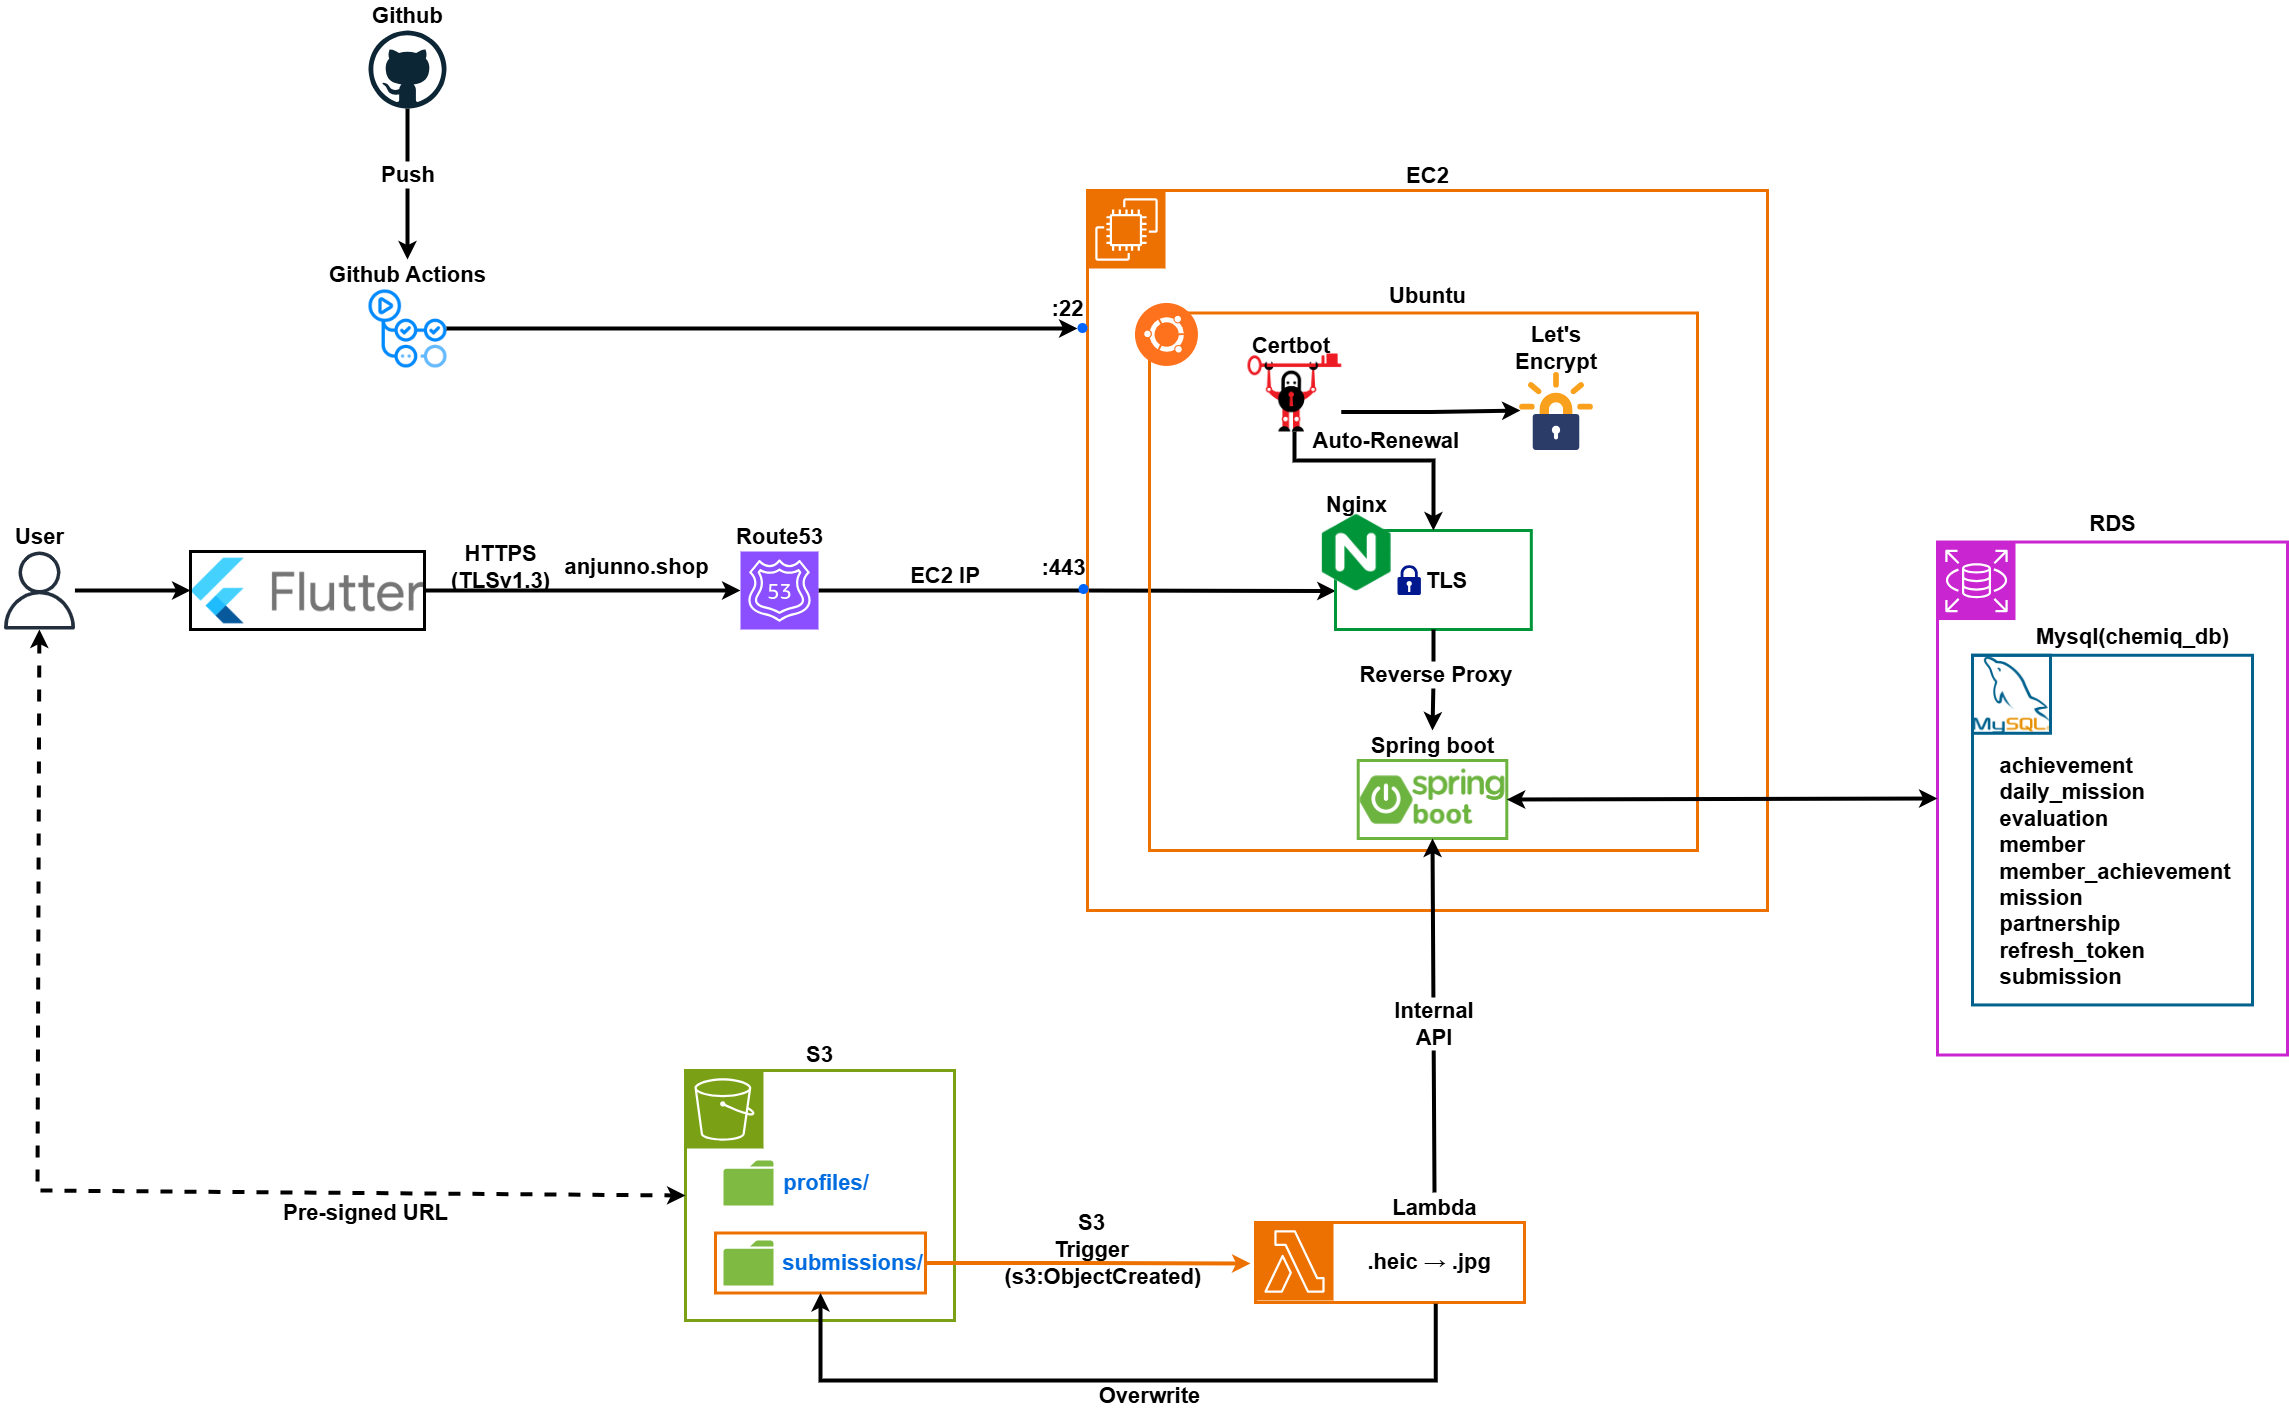 Github
Push
Github Actions
:22
EC2
Ubuntu
Certbot
Let's
Encrypt
Auto-Renewal
Nginx
TLS
User
Flutter
HTTPS
(TLSv1.3)
anjunno.shop
Route53
53
EC2 IP
:443
Reverse Proxy
Spring boot
spring
boot
RDS
Mysql(chemiq_db)
MySQL
achievement
daily_mission
evaluation
member
member_achievement
mission
partnership
refresh_token
submission
Internal
API
S3
profiles/
submissions/
Pre-signed URL
S3
Trigger
(s3:ObjectCreated)
Lambda
.heic → .jpg
Overwrite